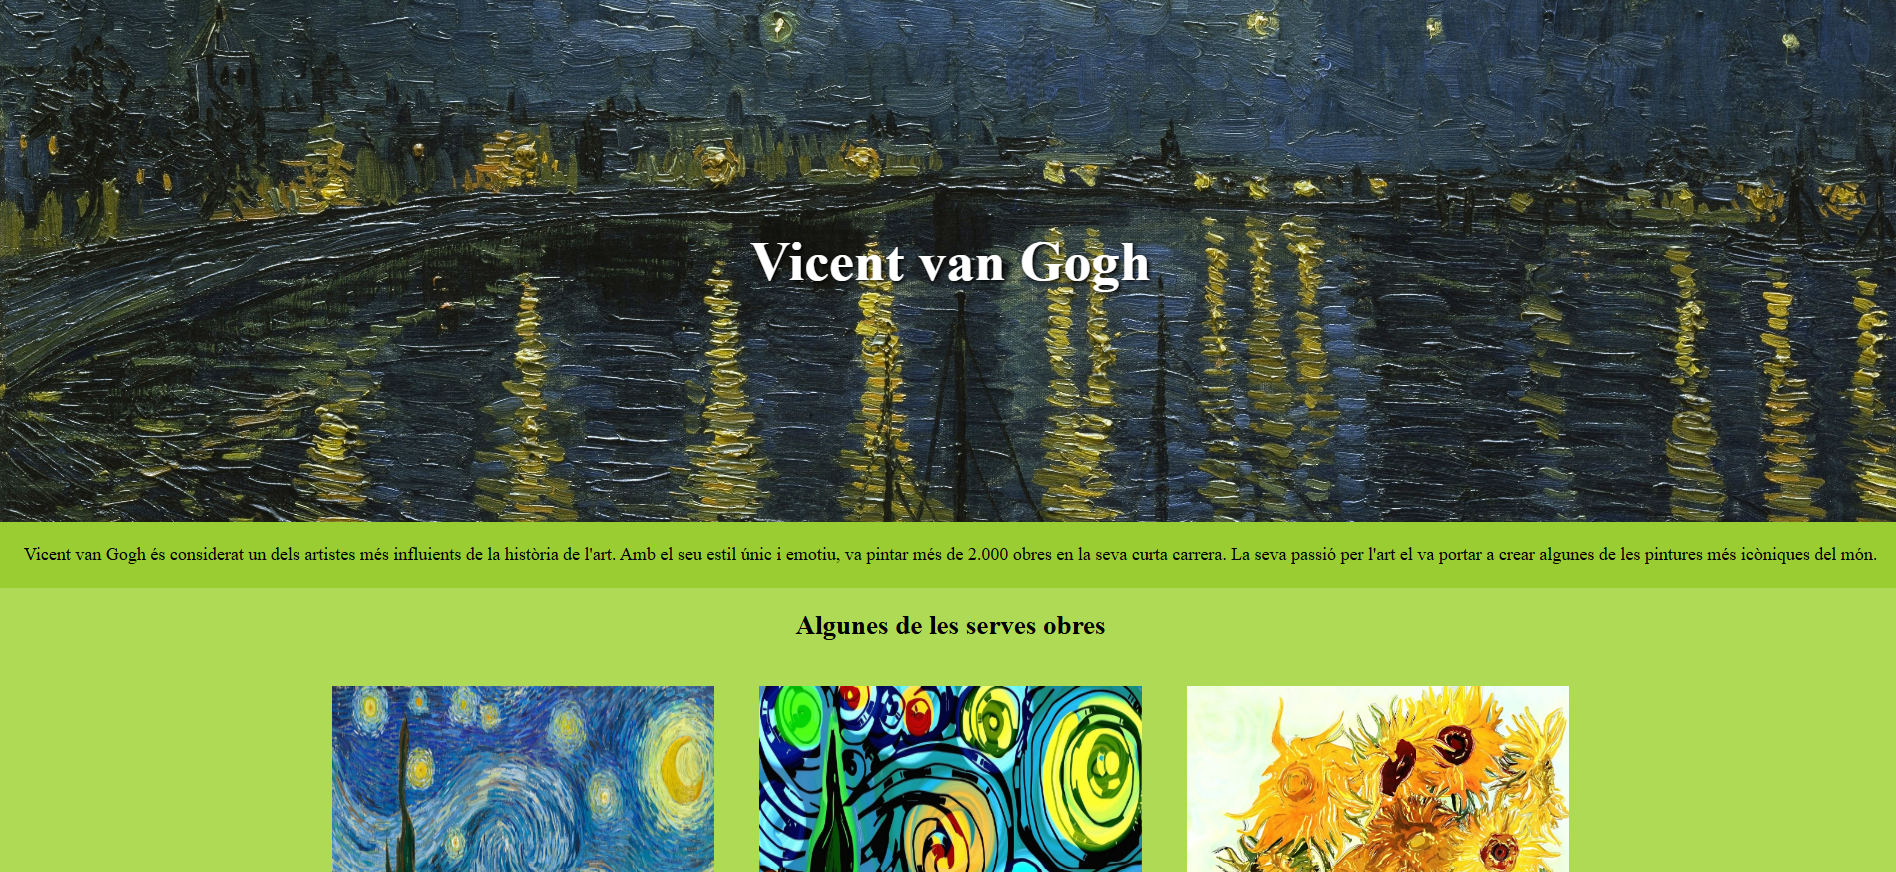 Vicent van Gogh
Vicent van Gogh és considerat un dels artistes més influients de la història de l'art. Amb el seu estil únic i emotiu, va pintar més de 2.000 obres en la seva curta carrera. La seva passió per l'art el va portar a crear algunes de les pintures més icòniques del món.
Algunes de les serves obres